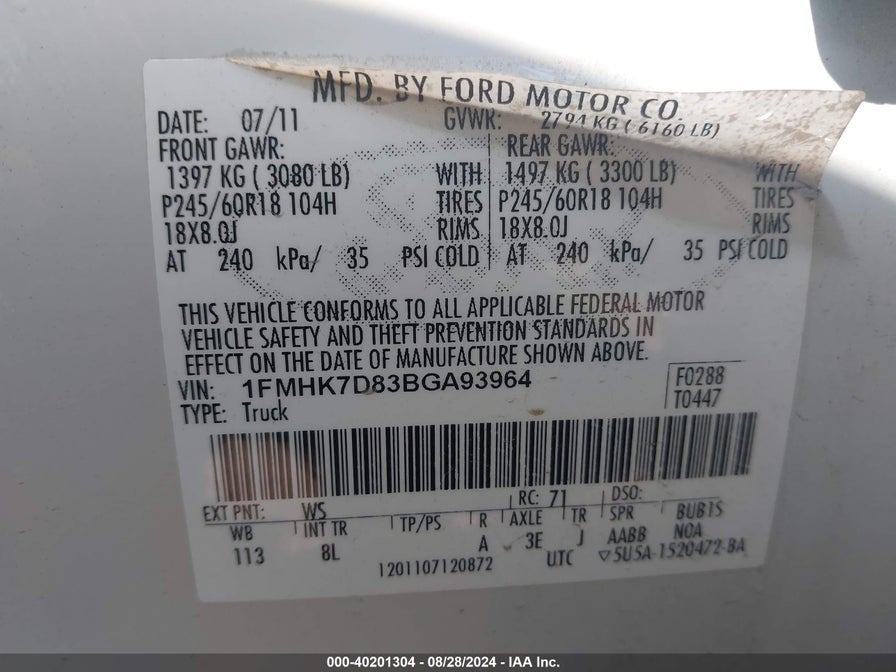 MFD. BY FORD MOTOR CO.
DATE: 07/11 GVWR: 2794 KG ( 6160 LB)
FRONT GAWR: REAR GAWR:
1397 KG ( 3080 LB) WITH 1497 KG ( 3300 LB) WITH
P245/60R18 104H TIRES P245/60R18 104H TIRES
18X8.0J RIMS 18X8.0J RIMS
AT 240 kPa/ 35 PSI COLD AT 240 kPa/ 35 PSI COLD
THIS VEHICLE CONFORMS TO ALL APPLICABLE FEDERAL MOTOR
VEHICLE SAFETY AND THEFT PREVENTION STANDARDS IN
EFFECT ON THE DATE OF MANUFACTURE SHOWN ABOVE.
VIN: 1FMHK7D83BGA93964 F0288
TYPE: Truck T0447
EXT PNT: WS RC: 71 DSO:
WB INT TR TP/PS R AXLE TR SPR BUB1S
113 8L A 3E J AABB NOA
1201107120872 UTC ▽5U5A-1520472-BA
000-40201304 - 08/28/2024 - IAA Inc.